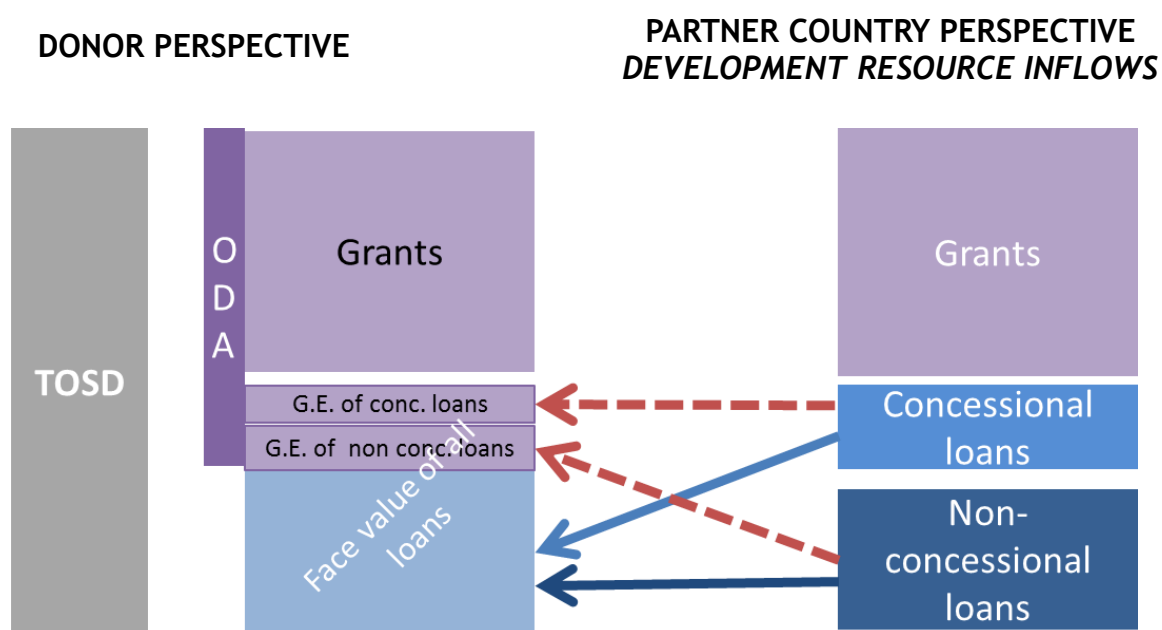 DONOR PERSPECTIVE
PARTNER COUNTRY PERSPECTIVE
DEVELOPMENT RESOURCE INFLOWS
TOSD
O
D
A
Grants
G.E. of conc. loans
G.E. of non conc. loans
Face value of all
loans
Grants
Concessional
loans
Non-
concessional
loans